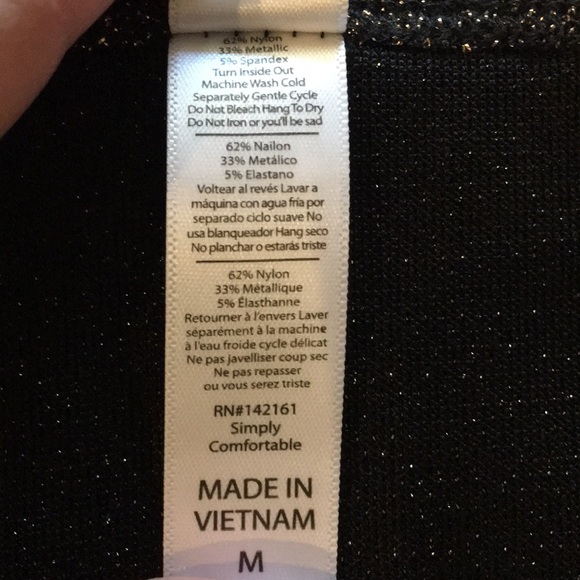 62% Nylon
33% Metallic
5% Spandex
Turn Inside Out
Machine Wash Cold
Separately Gentle Cycle
Do Not Bleach Hang To Dry
Do Not Iron or you'll be sad
62% Nailon
33% Metálico
5% Elastano
Voltear al revés Lavar a
máquina con agua fría por
separado ciclo suave No
usa blanqueador Hang seco
No planchar o estarás triste
62% Nylon
33% Métallique
5% Élasthanne
Retourner à l'envers Laver
séparément à la machine
à l'eau froide cycle délicat
Ne pas javelliser coup sec
Ne pas repasser
ou vous serez triste
RN#142161
Simply
Comfortable
MADE IN
VIETNAM
M